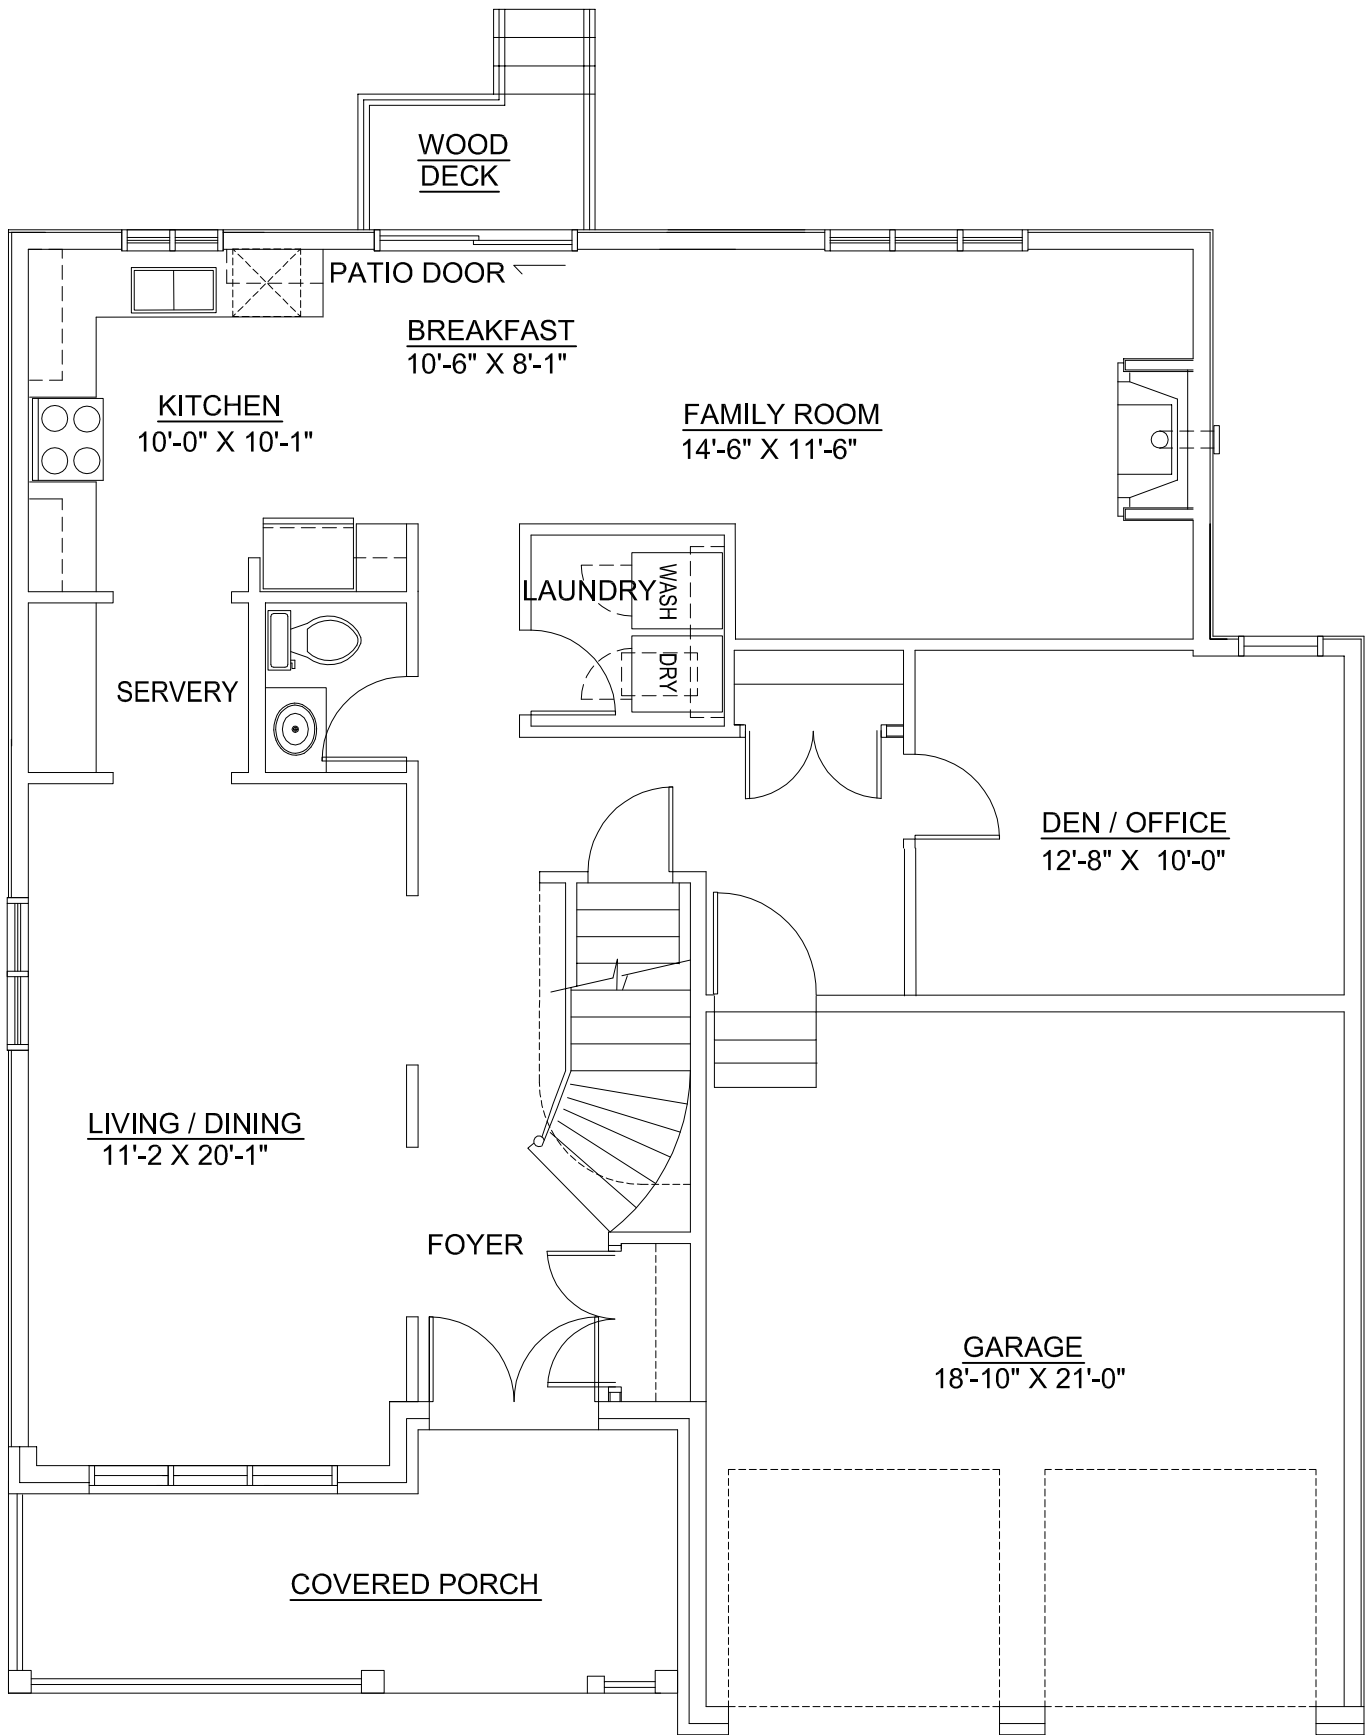 WOOD
DECK
PATIO DOOR
BREAKFAST
10'-6" X 8'-1"
KITCHEN
10'-0" X 10'-1"
FAMILY ROOM
14'-6" X 11'-6"
LAUNDRY
WASH
DRY
SERVERY
DEN / OFFICE
12'-8" X 10'-0"
LIVING / DINING
11'-2 X 20'-1"
FOYER
GARAGE
18'-10" X 21'-0"
COVERED PORCH